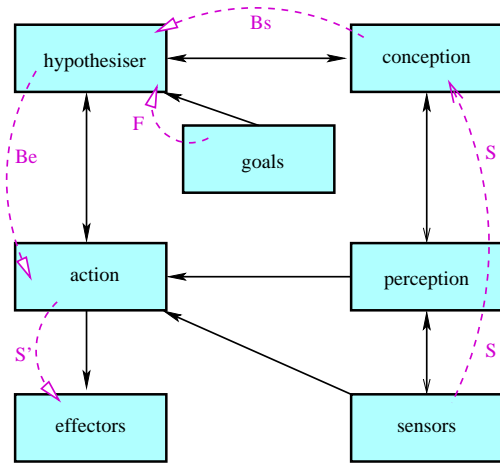 Bs
hypothesiser
conception
F
goals
Be
S
action
perception
S'
S
effectors
sensors